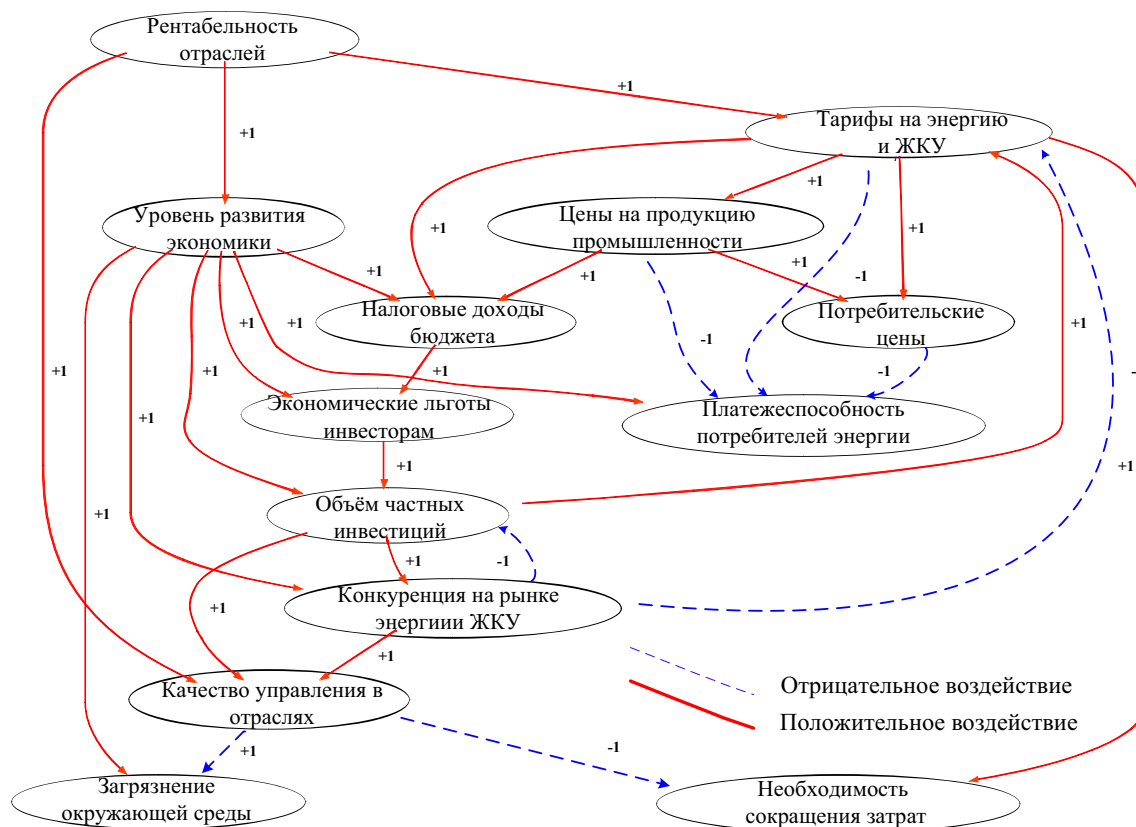 Рентабельность
отраслей
+1
Тарифы на энергию
и ЖКУ
+1
+1
Уровень развития
экономики
Цены на продукцию
промышленности
+1
+1
+1
+1
+1
+1
-1
Налоговые доходы
бюджета
Потребительские
цены
+1
+1
+1
-1
+1
-1
-
+1
+1
Экономические льготы
инвесторам
Платежеспособность
потребителей энергии
+1
+1
+1
+1
Объём частных
инвестиций
+1
-1
Конкуренция на рынке
энергиии ЖКУ
+1
+1
Качество управления в
отраслях
Отрицательное воздействие
Положительное воздействие
+1
-1
Загрязнение
окружающей среды
Необходимость
сокращения затрат